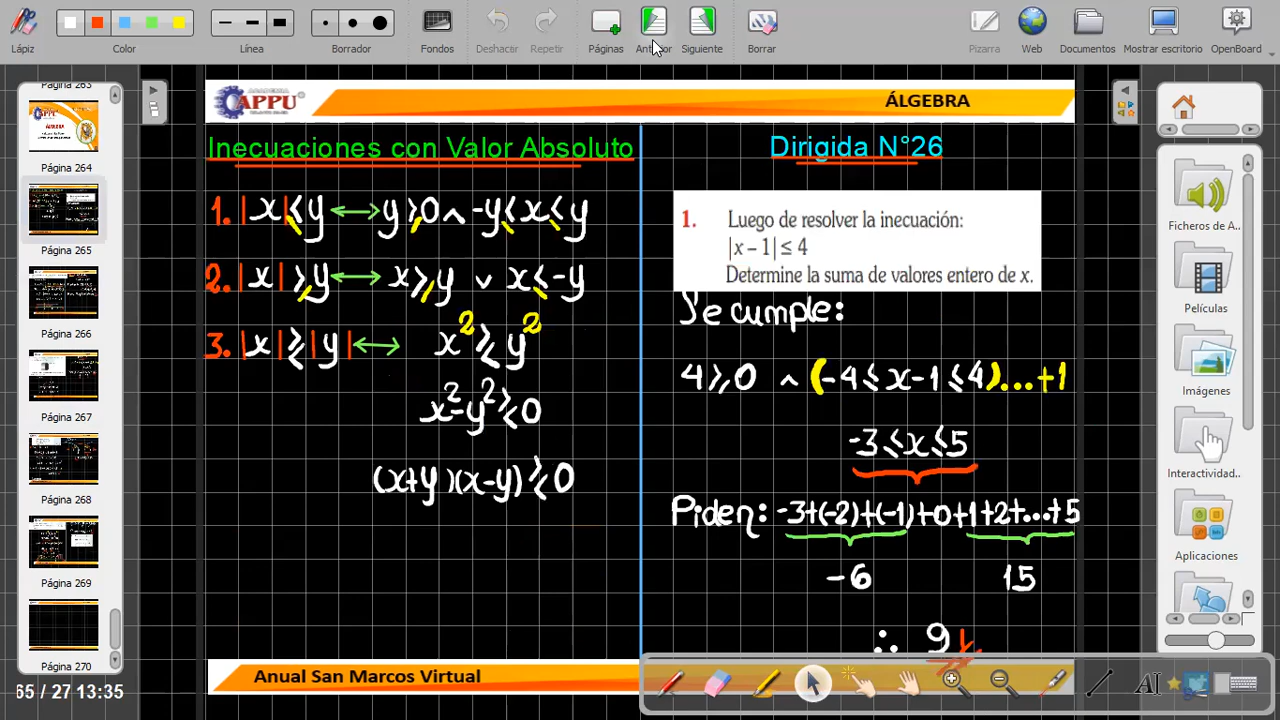 Lápiz
Color
Línea
Borrador
Fondos
Deshacer
Repetir
Páginas
Anterior
Siguiente
Borrar
Pizarra
Web
Documentos
Mostrar escritorio
OpenBoard
Página 263
Página 264
Página 265
Página 266
Página 267
Página 268
Página 269
Página 270
65 / 27 13:35
ACADEMIA
APPU
ÁLGEBRA
Inecuaciones con Valor Absoluto
1. |x| ≤ y ↔ y ≥ 0 ∧ -y ≤ x ≤ y
2. |x| ≥ y ↔ x ≥ y ∨ x ≤ -y
3. |x| ⋛ |y| ↔ x² ⋛ y²
x² - y² ⋛ 0
(x+y)(x-y) ⋛ 0
Dirigida N°26
1. Luego de resolver la inecuación:
|x – 1| ≤ 4
Determine la suma de valores entero de x.
Se cumple:
4 ≥ 0 ∧ (-4 ≤ x-1 ≤ 4)...+1
-3 ≤ x ≤ 5
Piden: -3+(-2)+(-1)+0+1+2+...+5
-6 15
∴ 9
Anual San Marcos Virtual
Ficheros de A...
Películas
Imágenes
Interactividad...
Aplicaciones